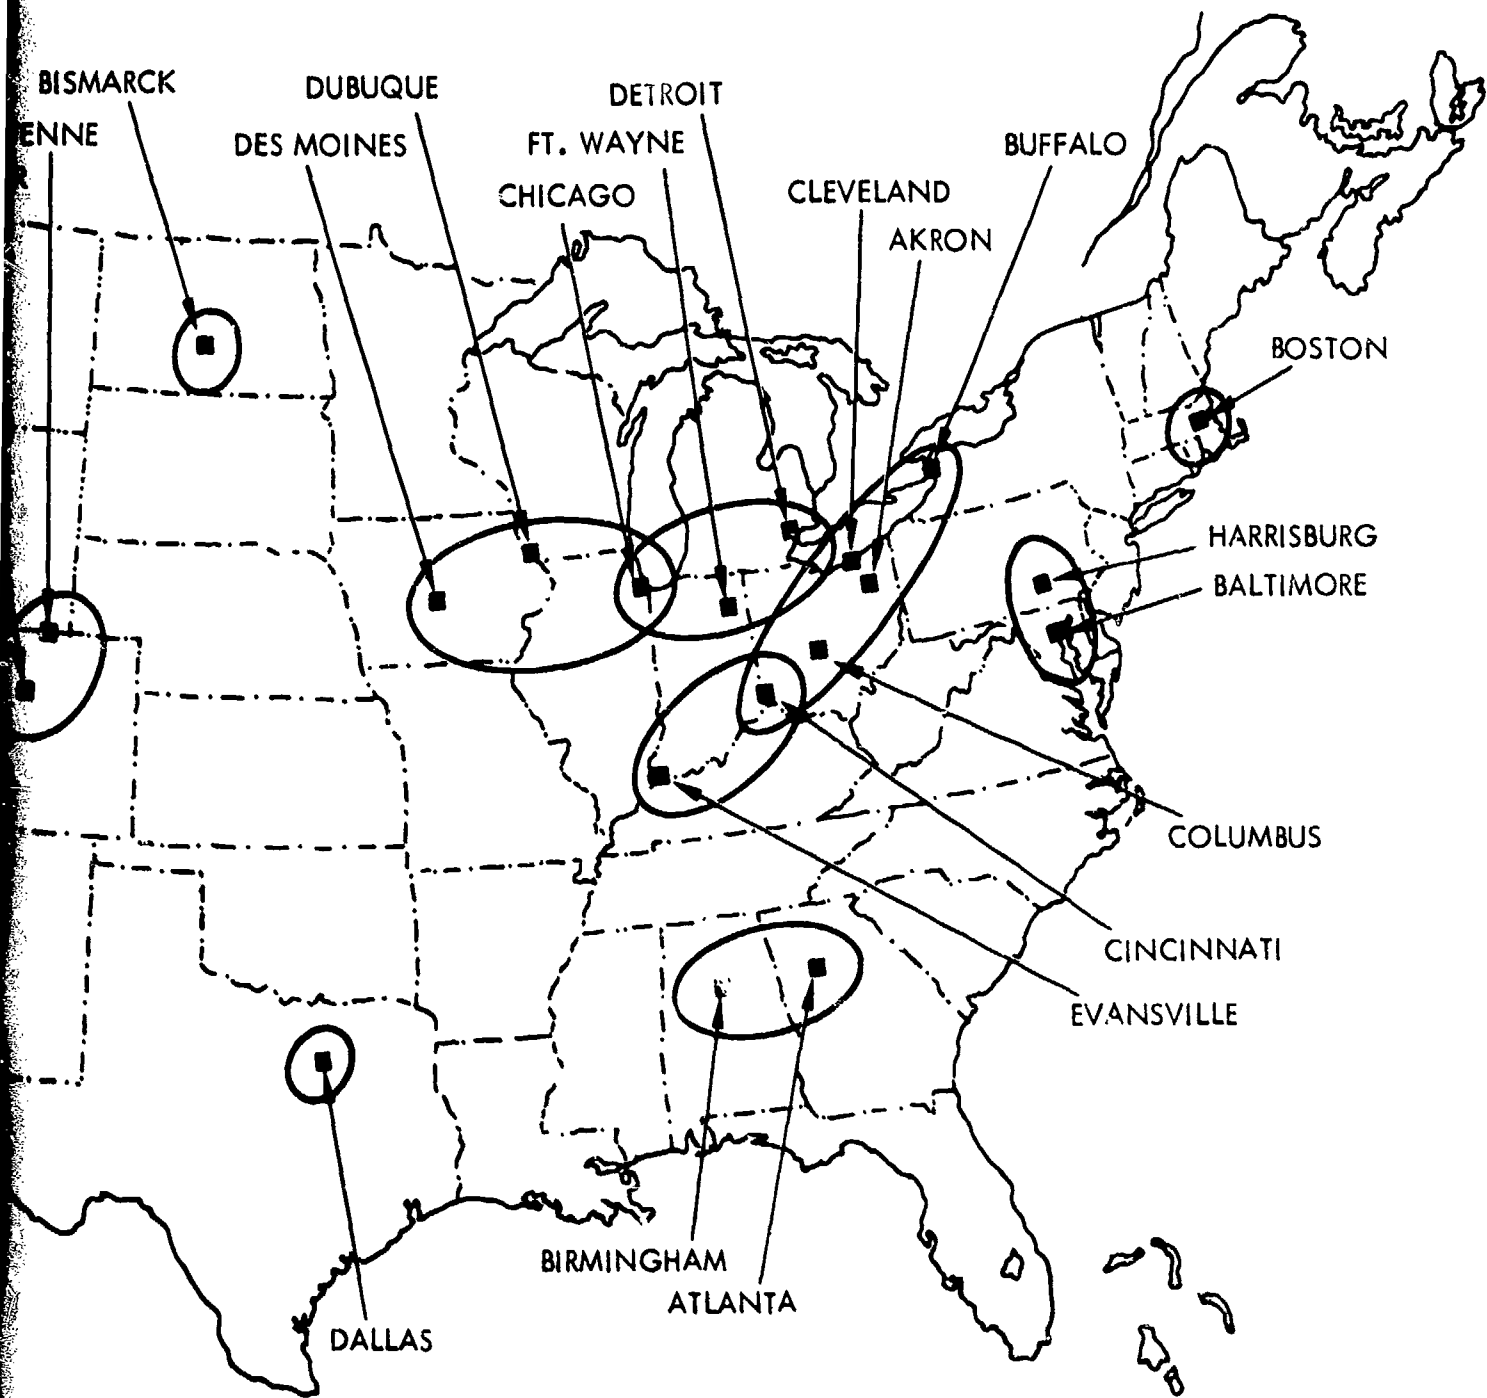 BISMARCK
DUBUQUE
DETROIT
ENNE
DES MOINES
FT. WAYNE
BUFFALO
CHICAGO
CLEVELAND
AKRON
BOSTON
HARRISBURG
BALTIMORE
COLUMBUS
CINCINNATI
EVANSVILLE
BIRMINGHAM
ATLANTA
DALLAS